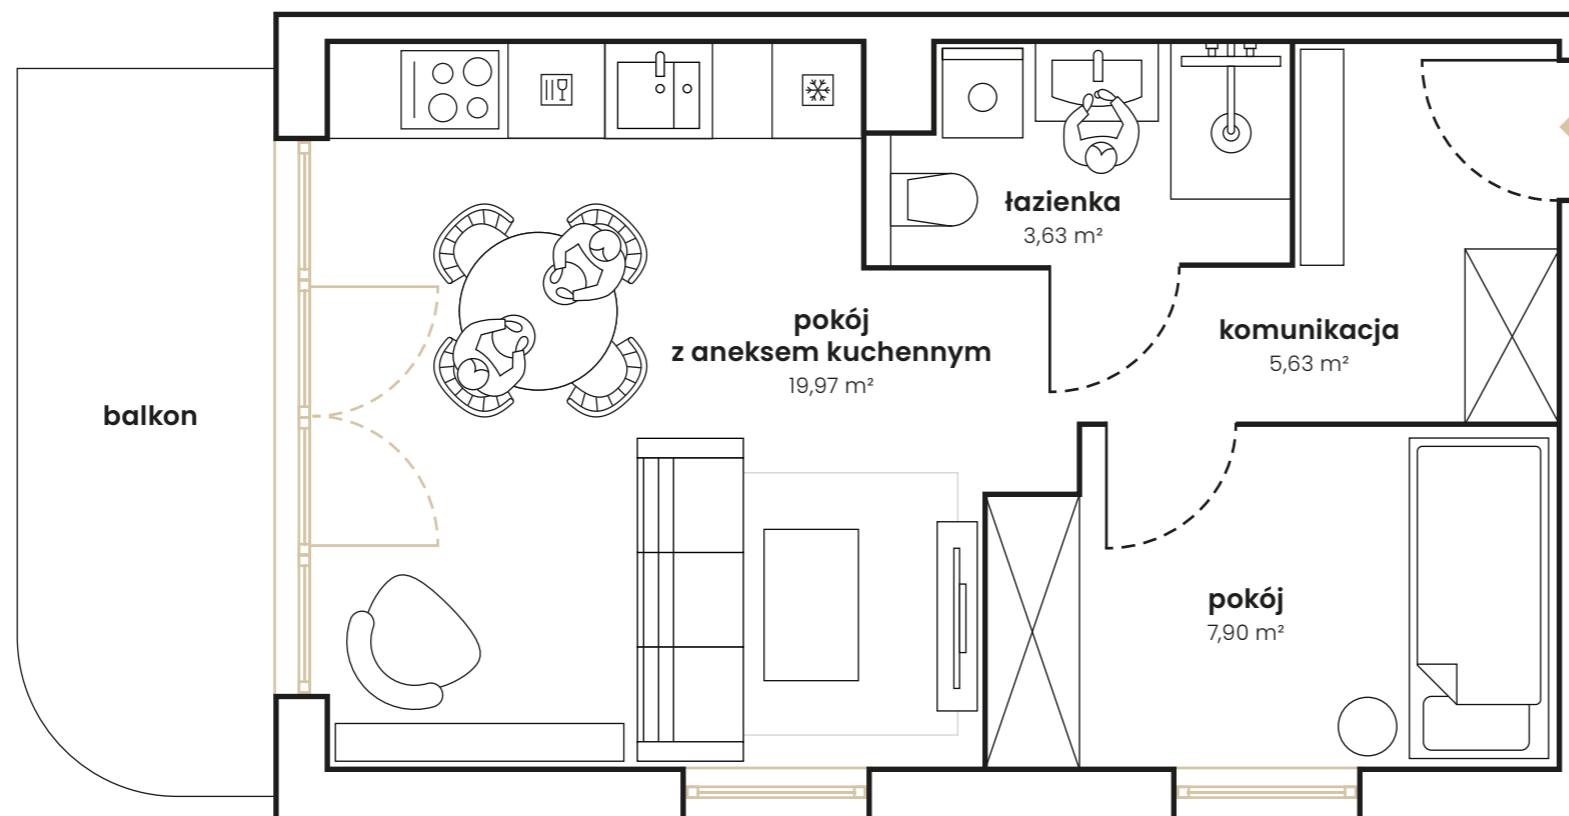 łazienka
3,63 m²
pokój
z aneksem kuchennym
19,97 m²
komunikacja
5,63 m²
balkon
pokój
7,90 m²